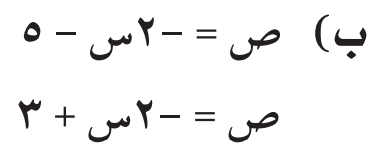 ب) ص = −٢س − ٥
ص = −٢س + ٣